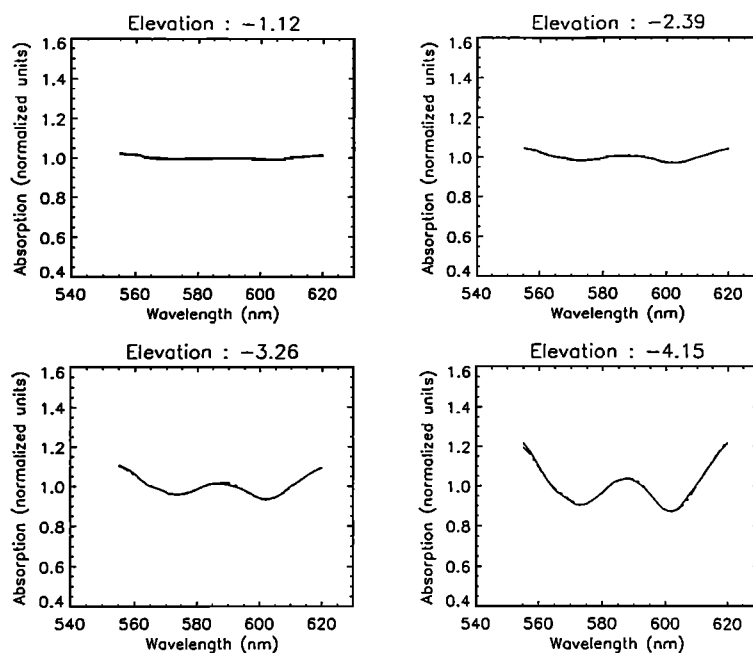 Elevation : -1.12
1.6
1.4
1.2
1.0
0.8
0.6
0.4
Absorption (normalized units)
540 560 580 600 620
Wavelength (nm)
Elevation : -2.39
1.6
1.4
1.2
1.0
0.8
0.6
0.4
Absorption (normalized units)
540 560 580 600 620
Wavelength (nm)
Elevation : -3.26
1.6
1.4
1.2
1.0
0.8
0.6
0.4
Absorption (normalized units)
540 560 580 600 620
Wavelength (nm)
Elevation : -4.15
1.6
1.4
1.2
1.0
0.8
0.6
0.4
Absorption (normalized units)
540 560 580 600 620
Wavelength (nm)